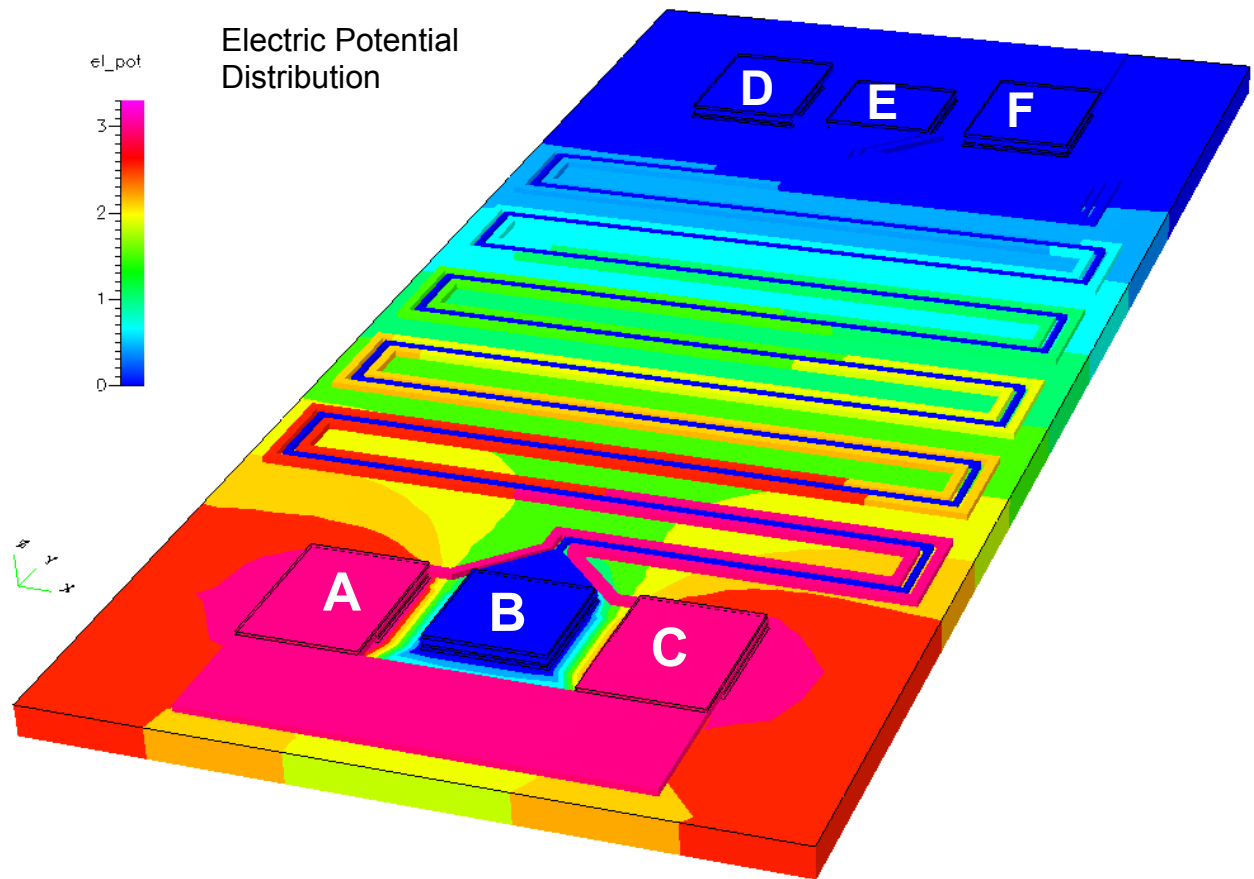 Electric Potential
Distribution
el_pot
3
2
1
0
D
E
F
A
B
C
Z
Y
X